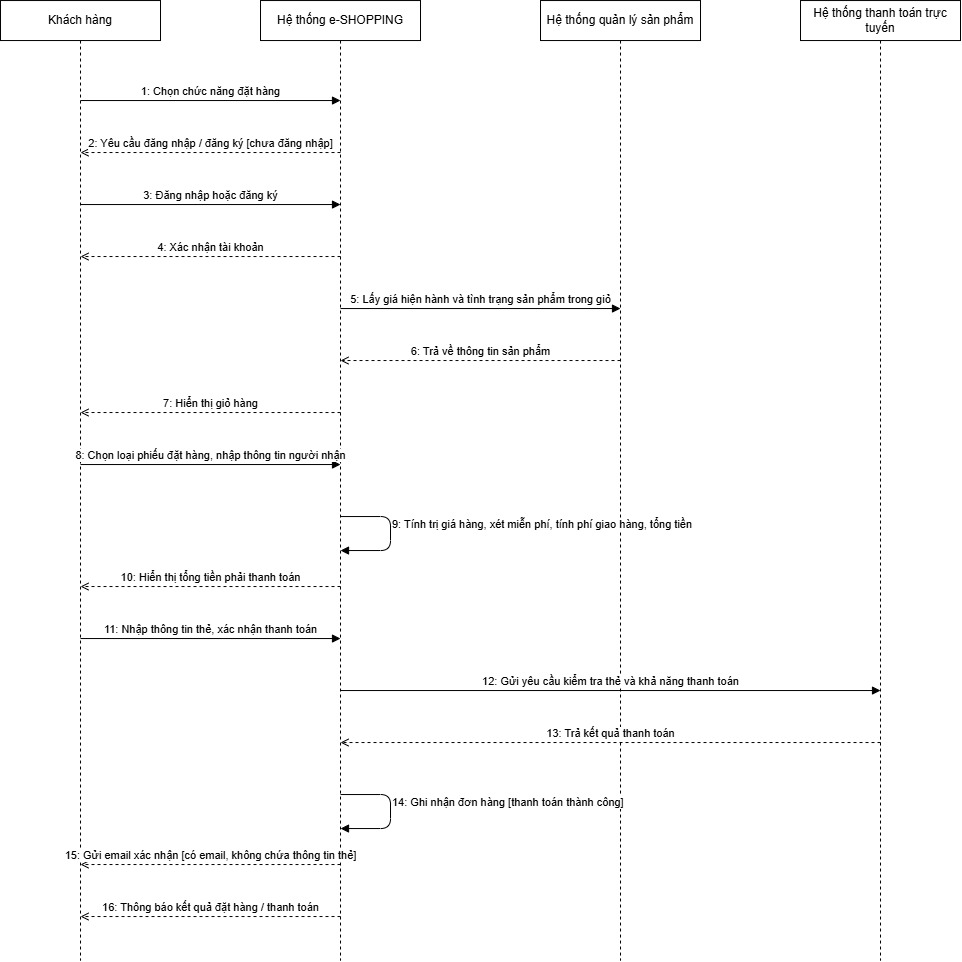 Khách hàng
Hệ thống e-SHOPPING
Hệ thống quản lý sản phẩm
Hệ thống thanh toán trực
tuyến
1: Chọn chức năng đặt hàng
2: Yêu cầu đăng nhập / đăng ký [chưa đăng nhập]
3: Đăng nhập hoặc đăng ký
4: Xác nhận tài khoản
5: Lấy giá hiện hành và tình trạng sản phẩm trong giỏ
6: Trả về thông tin sản phẩm
7: Hiển thị giỏ hàng
8: Chọn loại phiếu đặt hàng, nhập thông tin người nhận
9: Tính trị giá hàng, xét miễn phí, tính phí giao hàng, tổng tiền
10: Hiển thị tổng tiền phải thanh toán
11: Nhập thông tin thẻ, xác nhận thanh toán
12: Gửi yêu cầu kiểm tra thẻ và khả năng thanh toán
13: Trả kết quả thanh toán
14: Ghi nhận đơn hàng [thanh toán thành công]
15: Gửi email xác nhận [có email, không chứa thông tin thẻ]
16: Thông báo kết quả đặt hàng / thanh toán